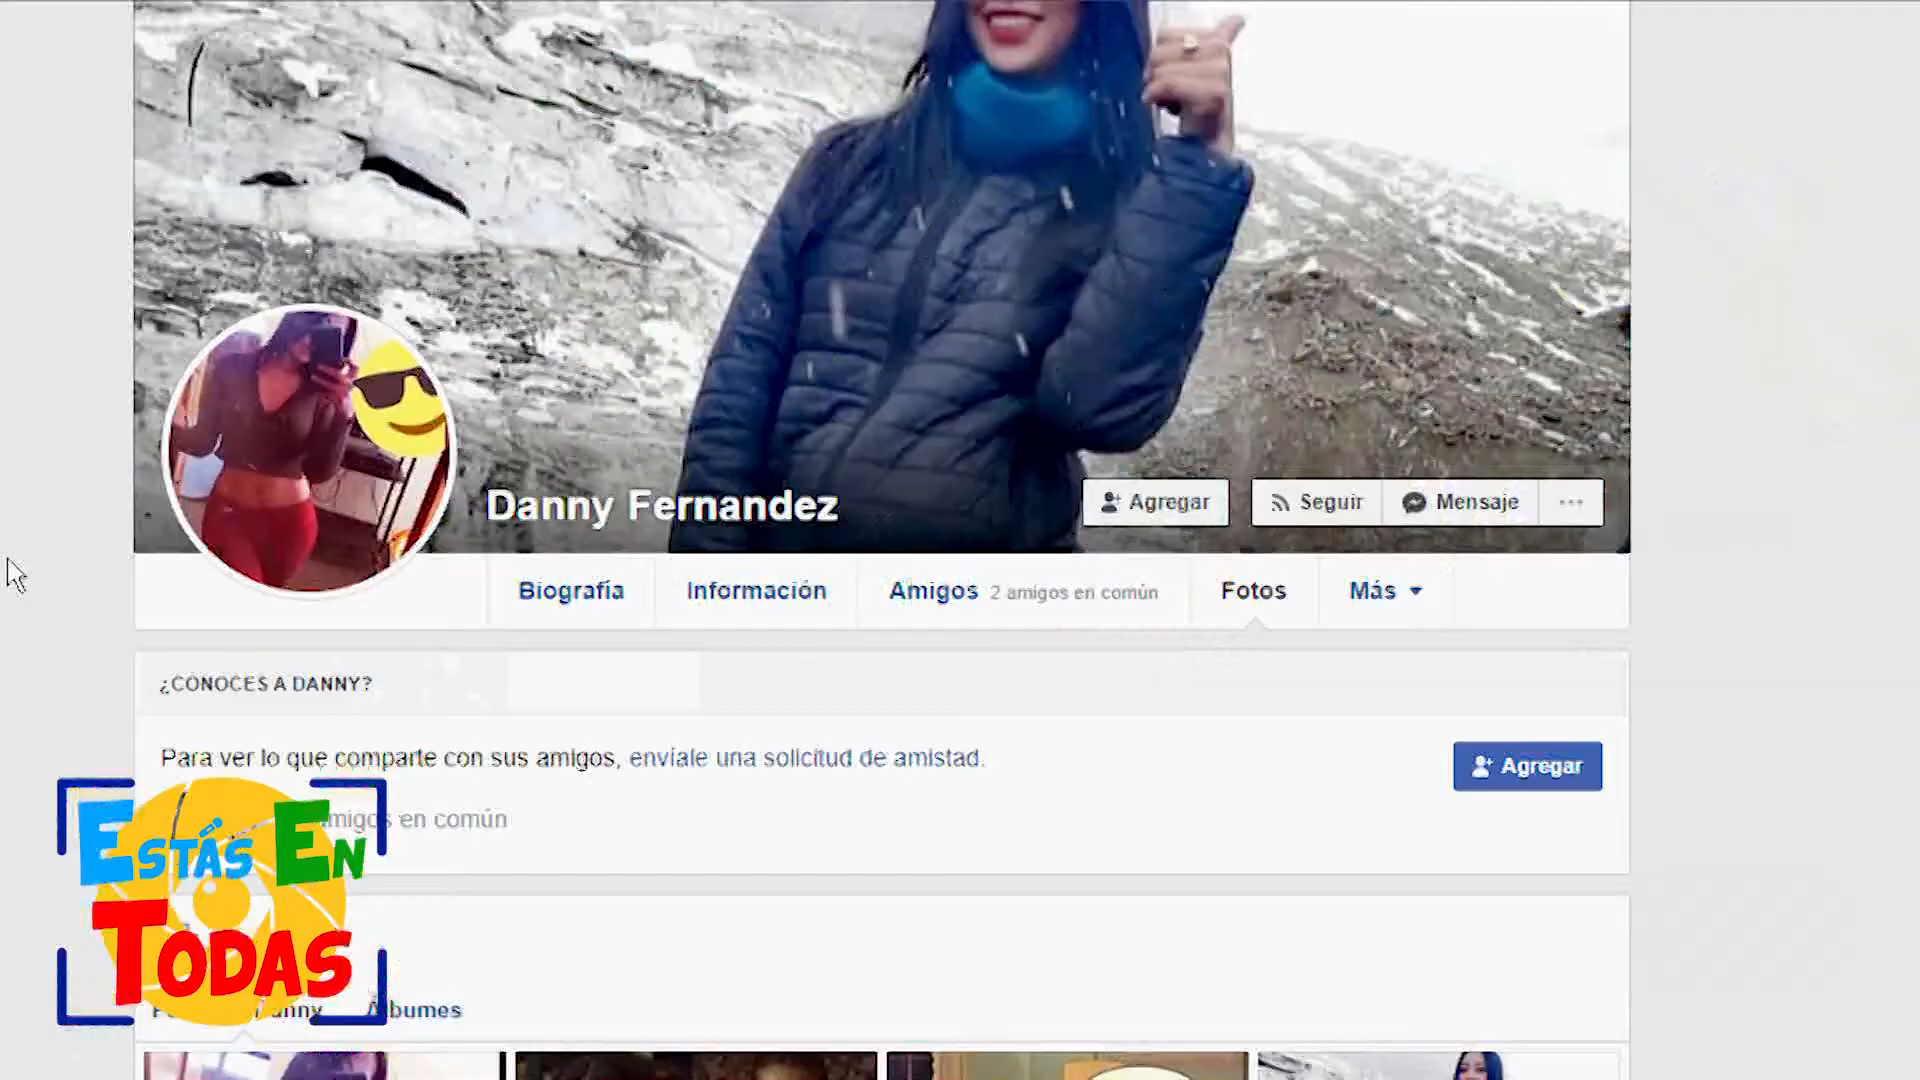 Danny Fernandez
Agregar
Seguir
Mensaje
Biografía
Información
Amigos 2 amigos en común
Fotos
Más
¿CONOCES A DANNY?
Para ver lo que comparte con sus amigos, envíale una solicitud de amistad.
Agregar
en común
ESTÁS EN
TODAS
Álbumes